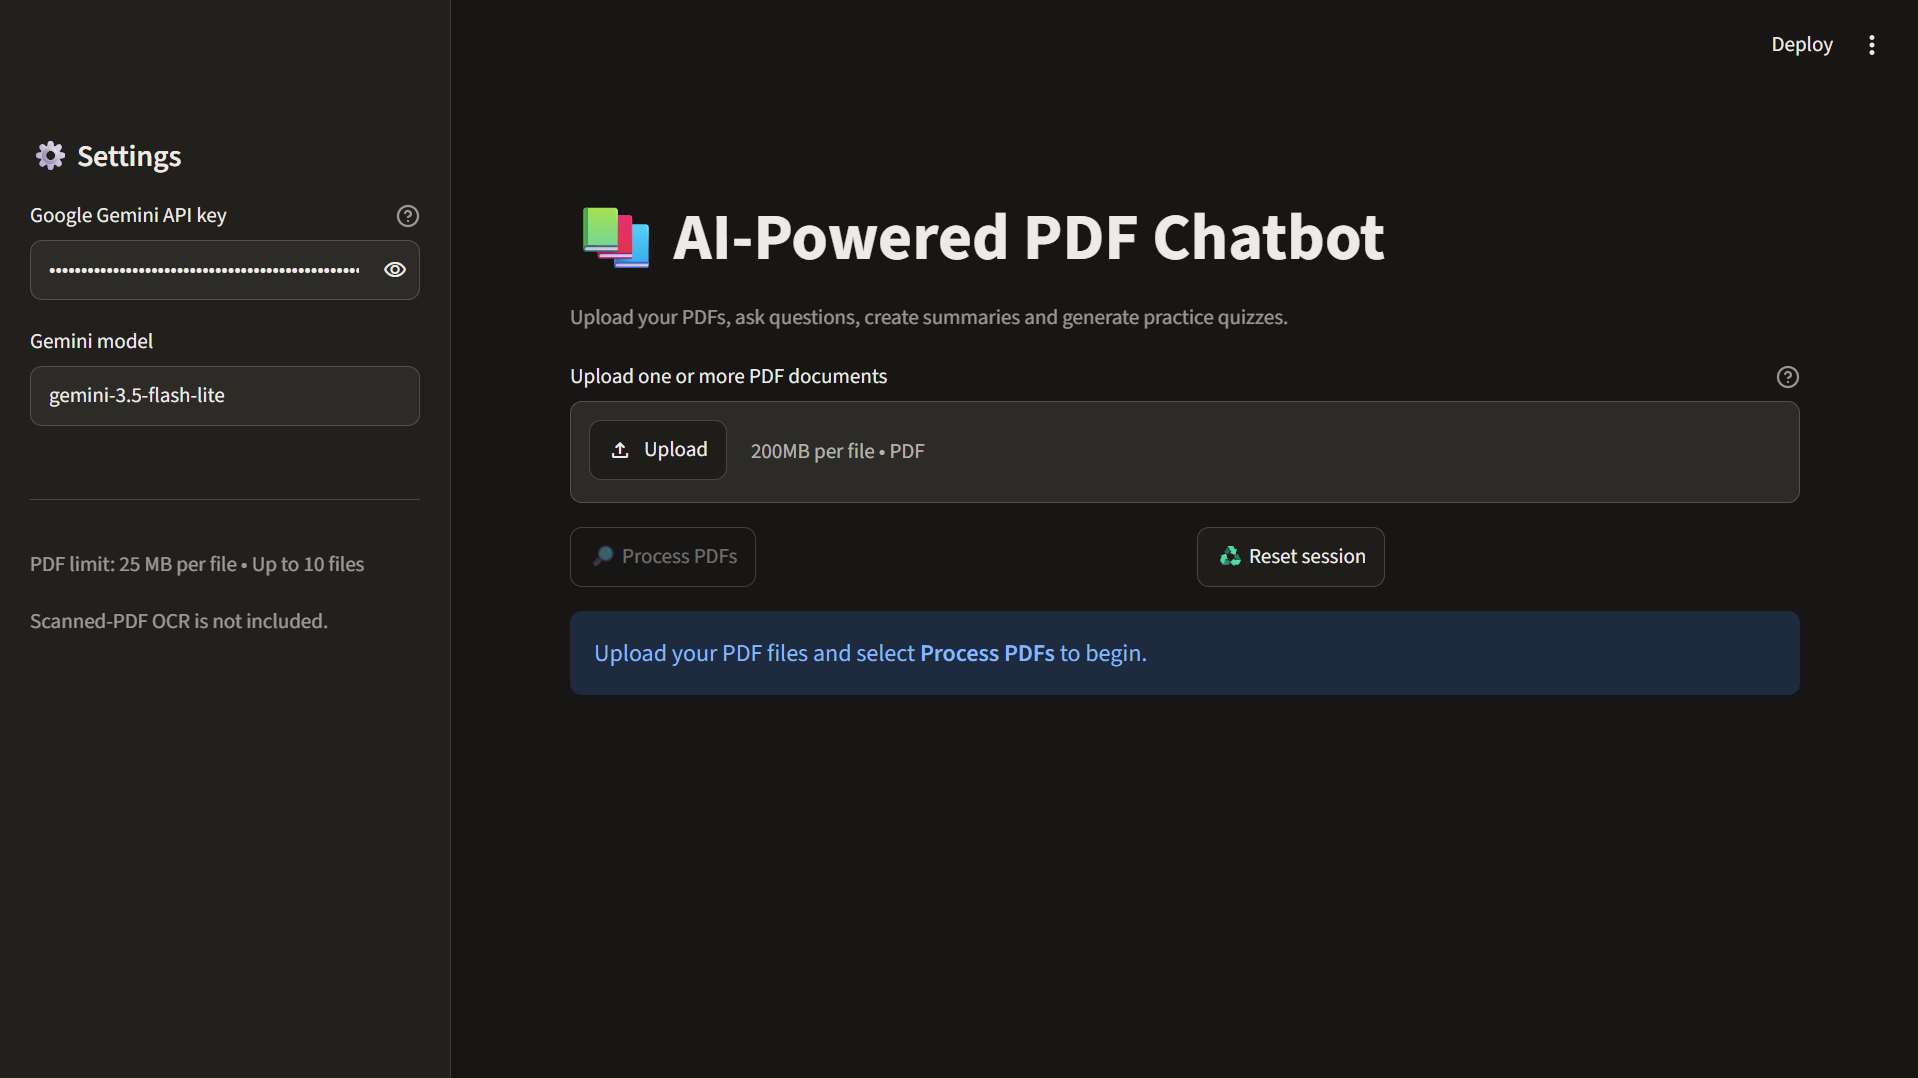 Deploy
Settings
Google Gemini API key
Gemini model
gemini-3.5-flash-lite
PDF limit: 25 MB per file • Up to 10 files
Scanned-PDF OCR is not included.
AI-Powered PDF Chatbot
Upload your PDFs, ask questions, create summaries and generate practice quizzes.
Upload one or more PDF documents
Upload 200MB per file • PDF
Process PDFs Reset session
Upload your PDF files and select Process PDFs to begin.